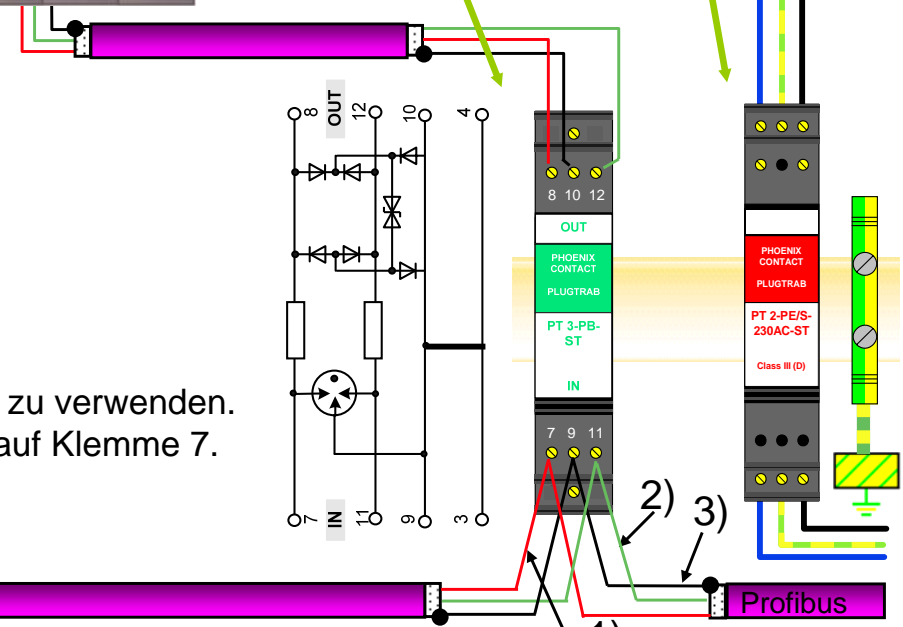 8
OUT
12
10
4
8 10 12
OUT
PHOENIX
CONTACT
PLUGTRAB
PT 3-PB-
ST
IN
7 9 11
PHOENIX
CONTACT
PLUGTRAB
PT 2-PE/S-
230AC-ST
Class III (D)
zu verwenden.
auf Klemme 7.
7
IN
11
9
3
2)
3)
Profibus